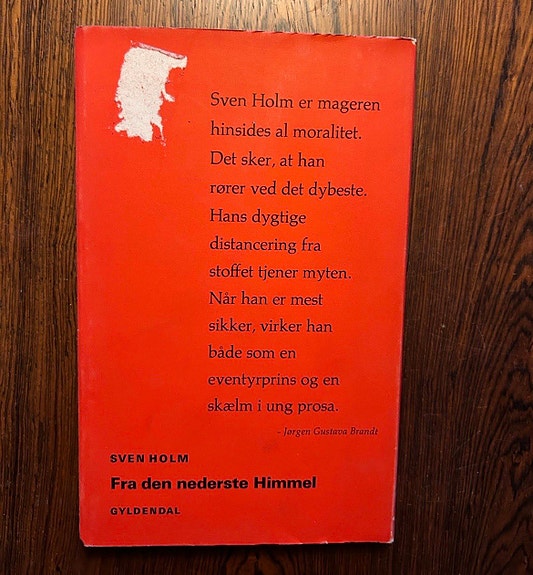 Sven Holm er mageren
hinsides al moralitet.
Det sker, at han
rører ved det dybeste.
Hans dygtige
distancering fra
stoffet tjener myten.
Når han er mest
sikker, virker han
både som en
eventyrprins og en
skælm i ung prosa.
- Jørgen Gustava Brandt
SVEN HOLM
Fra den nederste Himmel
GYLDENDAL